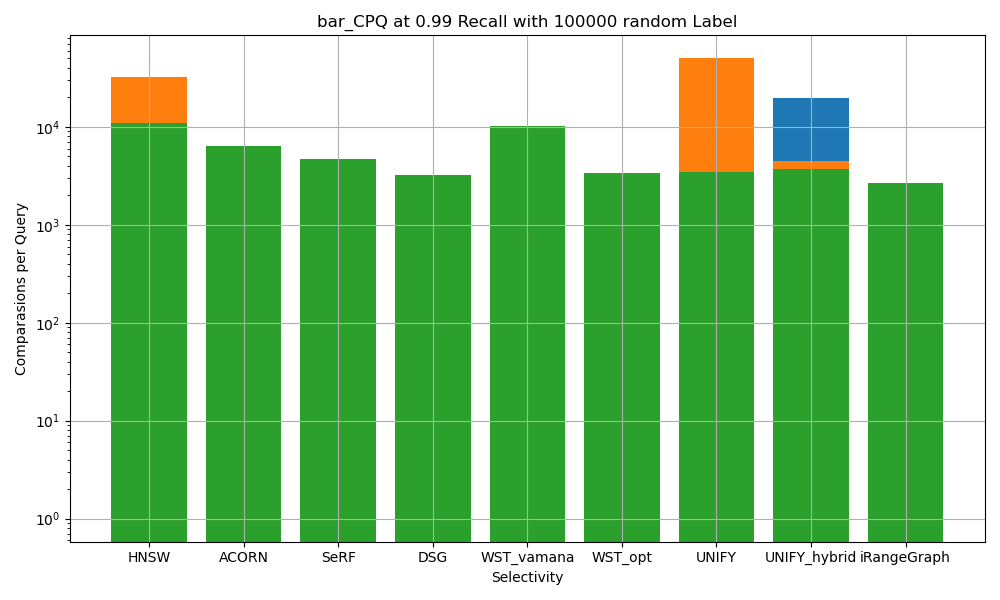 bar_CPQ at 0.99 Recall with 100000 random Label
Comparasions per Query
10^4
10^3
10^2
10^1
10^0
HNSW ACORN SeRF DSG WST_vamana WST_opt UNIFY UNIFY_hybrid iRangeGraph
Selectivity